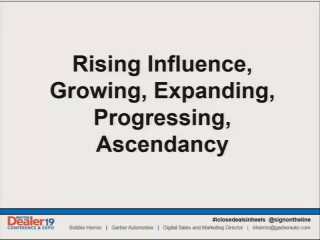 Rising Influence,
Growing, Expanding,
Progressing,
Ascendancy
#iclosedealsinheels @signontheline
Dealer19
CONFERENCE & EXPO
Bobbie Herron | Garber Automotive | Digital Sales and Marketing Director | bherron@garberauto.com